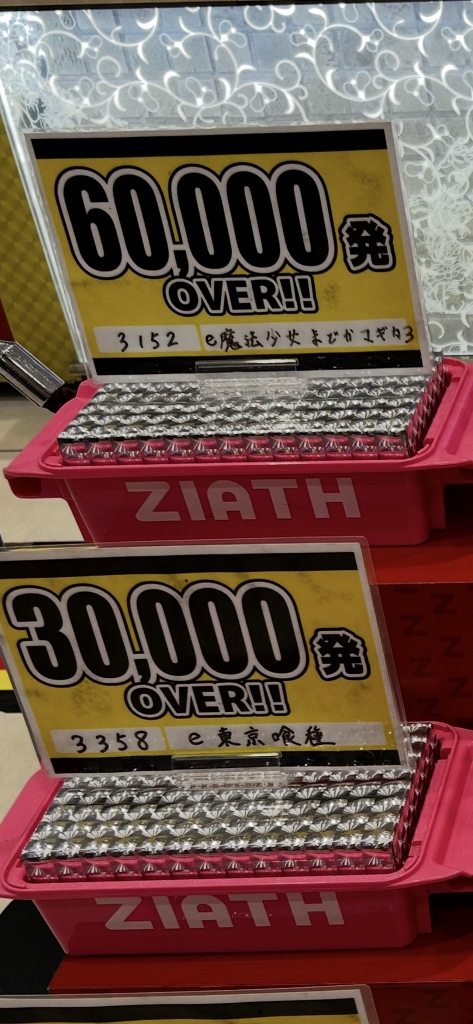 60,000発
OVER!!
3152 e魔法少女まどかマギカ3
ZIATH
30,000発
OVER!!
3358 e東京喰種
ZIATH